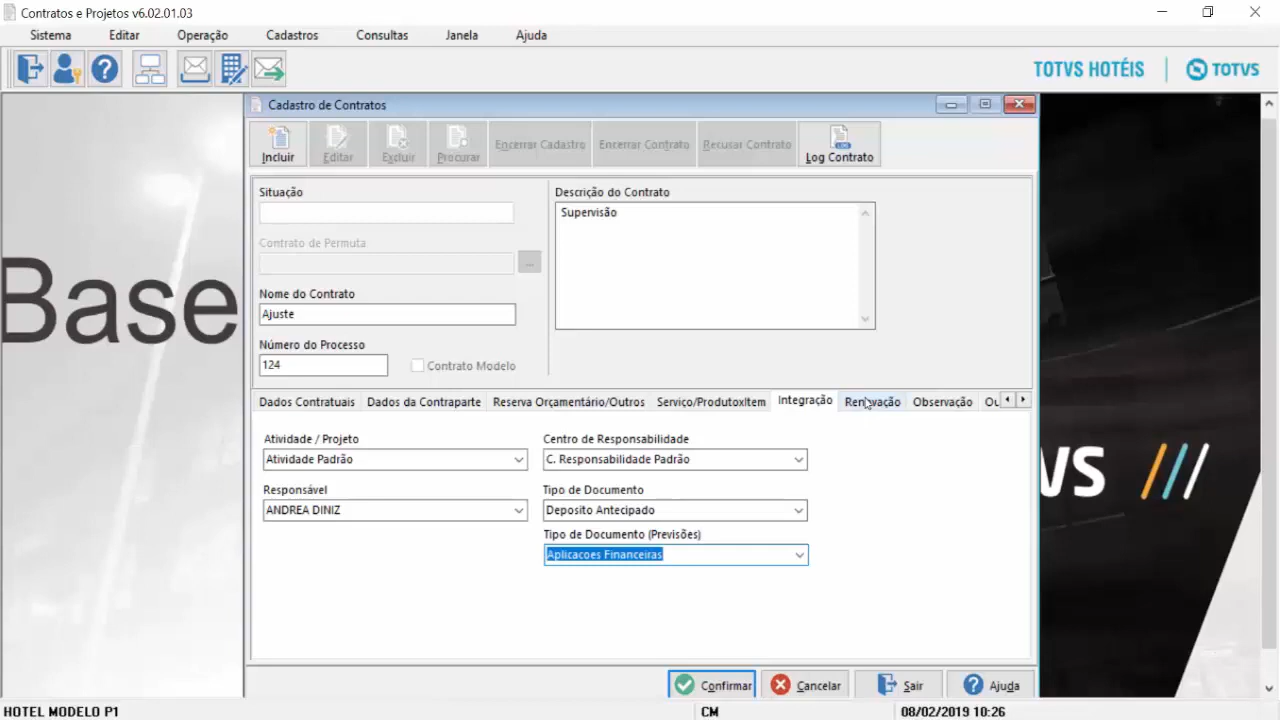 Contratos e Projetos v6.02.01.03
Sistema Editar Operação Cadastros Consultas Janela Ajuda
TOTVS HOTÉIS | TOTVS
Cadastro de Contratos
Incluir Editar Excluir Procurar Encerrar Cadastro Encerrar Contrato Recusar Contrato Log Contrato
Situação
Descrição do Contrato
Supervisão
Contrato de Permuta
...
Base
Nome do Contrato
Ajuste
Número do Processo
124
Contrato Modelo
Dados Contratuais Dados da Contraparte Reserva Orçamentário/Outros Serviço/ProdutoxItem Integração Renovação Observação Ou
Atividade / Projeto
Centro de Responsabilidade
Atividade Padrão
C. Responsabilidade Padrão
VS
Responsável
Tipo de Documento
ANDREA DINIZ
Deposito Antecipado
Tipo de Documento (Previsões)
Aplicacoes Financeiras
Confirmar Cancelar Sair Ajuda
HOTEL MODELO P1 CM 08/02/2019 10:26